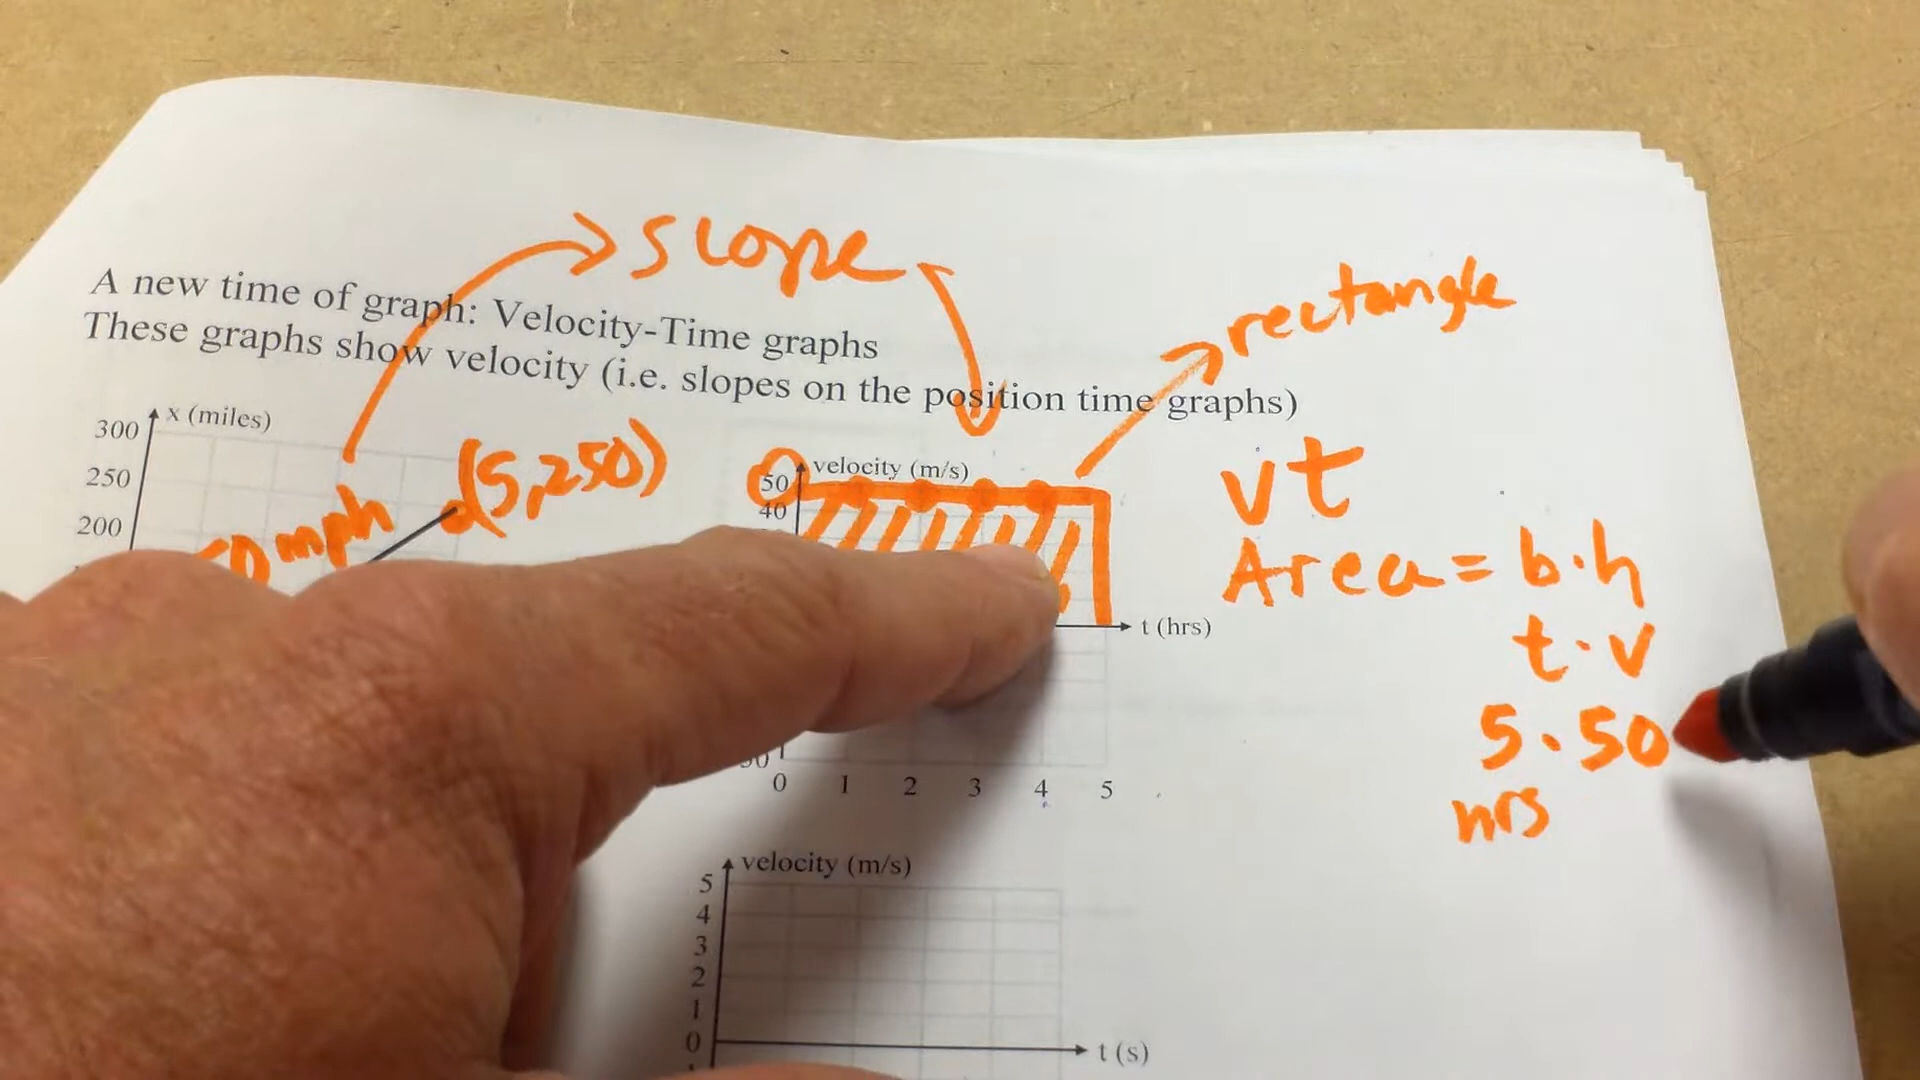 slope
rectangle
A new time of graph: Velocity-Time graphs
These graphs show velocity (i.e. slopes on the position time graphs)
x (miles)
300
250
200
mph
(5,250)
velocity (m/s)
50
40
t (hrs)
0 1 2 3 4 5
vt
Area = b·h
t·v
5·50
hrs
velocity (m/s)
5
4
3
2
1
0
t (s)